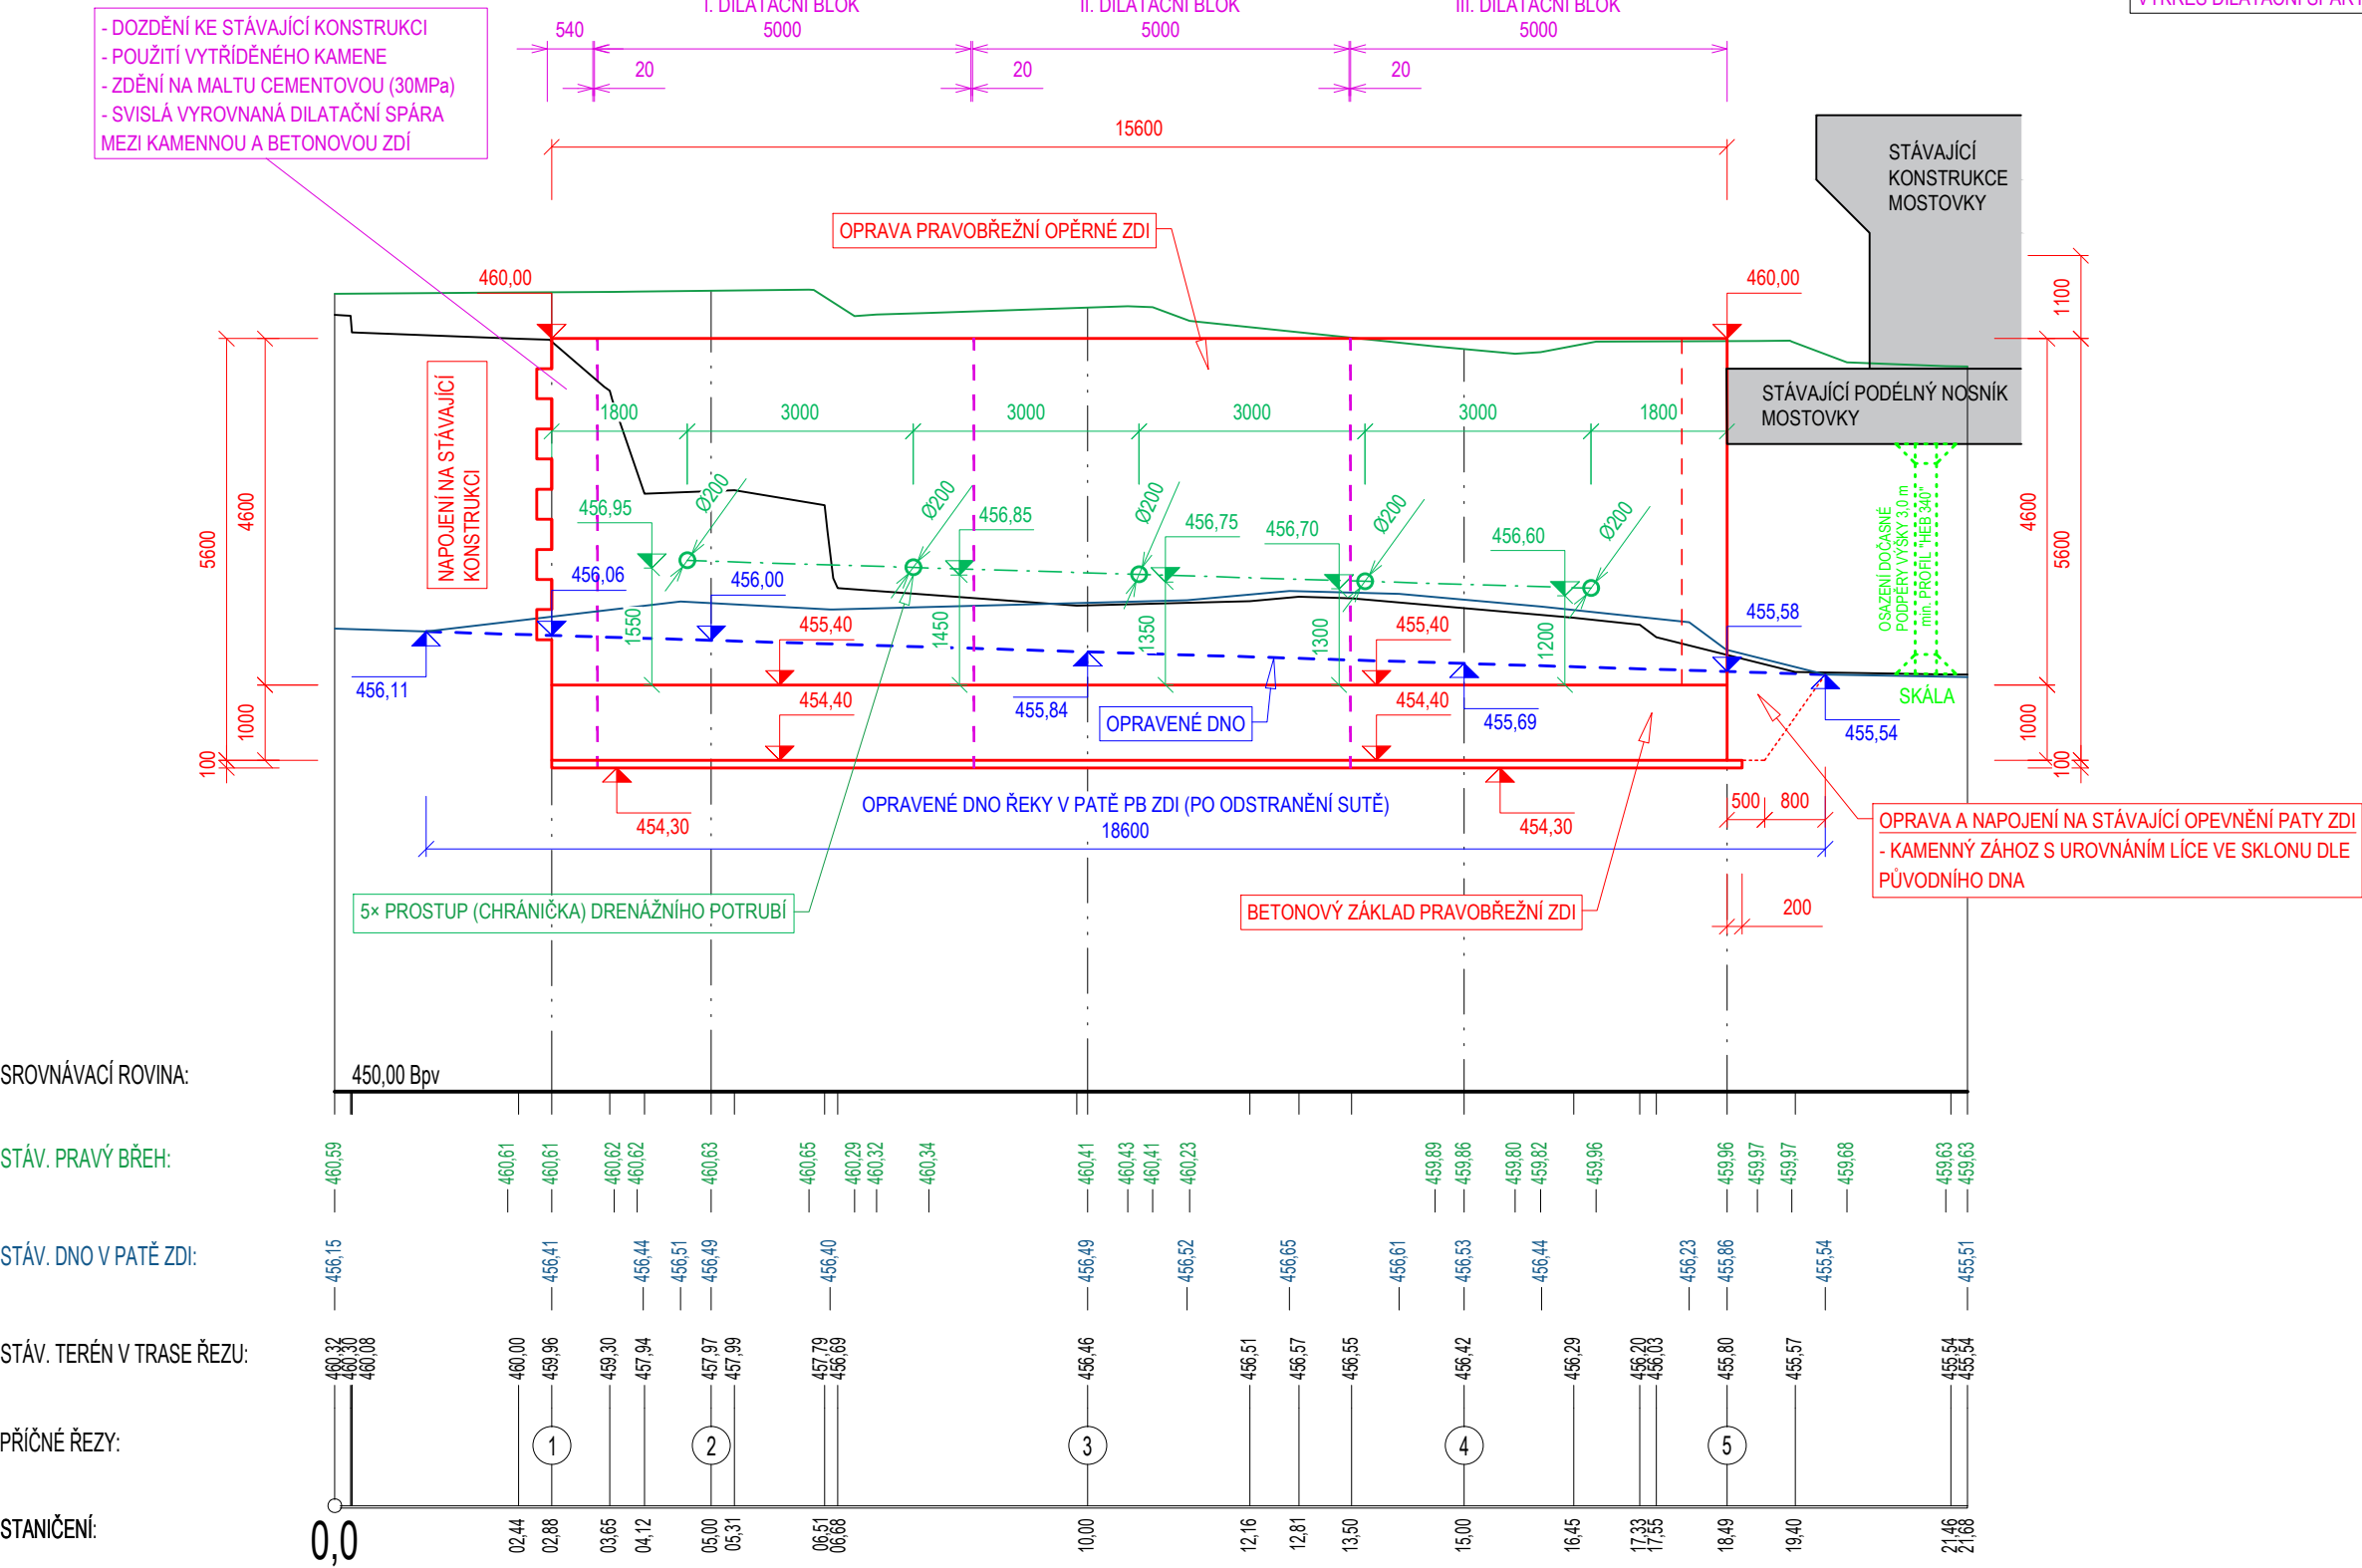 I. DILATAČNÍ BLOK
II. DILATAČNÍ BLOK
III. DILATAČNÍ BLOK
- DOZDĚNÍ KE STÁVAJÍCÍ KONSTRUKCI
- POUŽITÍ VYTŘÍDĚNÉHO KAMENE
- ZDĚNÍ NA MALTU CEMENTOVOU (30MPa)
- SVISLÁ VYROVNANÁ DILATAČNÍ SPÁRA
MEZI KAMENNOU A BETONOVOU ZDÍ
540
5000
5000
5000
20
20
20
15600
STÁVAJÍCÍ
KONSTRUKCE
MOSTOVKY
OPRAVA PRAVOBŘEŽNÍ OPĚRNÉ ZDI
460,00
460,00
1100
STÁVAJÍCÍ PODÉLNÝ NOSNÍK
MOSTOVKY
NAPOJENÍ NA STÁVAJÍCÍ
KONSTRUKCI
1800
3000
3000
3000
3000
1800
5600
4600
1000
100
4600
5600
1000
100
Ø200
Ø200
Ø200
Ø200
Ø200
456,95
456,85
456,75
456,70
456,60
1550
1450
1350
1300
1200
OSAZENÍ DOČASNÉ
PODPĚRY VÝŠKY 3,0 m
min. PROFIL "HEB 340"
SKÁLA
456,06
456,00
455,58
456,11
455,84
455,69
455,54
455,40
455,40
454,40
454,40
OPRAVENÉ DNO
454,30
454,30
OPRAVENÉ DNO ŘEKY V PATĚ PB ZDI (PO ODSTRANĚNÍ SUTĚ)
18600
500
800
200
OPRAVA A NAPOJENÍ NA STÁVAJÍCÍ OPEVNĚNÍ PATY ZDI
- KAMENNÝ ZÁHOZ S UROVNÁNÍM LÍCE VE SKLONU DLE
PŮVODNÍHO DNA
5× PROSTUP (CHRÁNIČKA) DRENÁŽNÍHO POTRUBÍ
BETONOVÝ ZÁKLAD PRAVOBŘEŽNÍ ZDI
SROVNÁVACÍ ROVINA: 450,00 Bpv
STÁV. PRAVÝ BŘEH: 460,59 460,61 460,61 460,62 460,62 460,63 460,65 460,29 460,32 460,34 460,41 460,43 460,41 460,23 459,89 459,86 459,80 459,82 459,96 459,96 459,97 459,97 459,68 459,63 459,63
STÁV. DNO V PATĚ ZDI: 456,15 456,41 456,44 456,51 456,49 456,40 456,49 456,52 456,65 456,61 456,53 456,44 456,23 455,86 455,54 455,51
STÁV. TERÉN V TRASE ŘEZU: 460,32 460,30 460,08 460,00 459,96 459,30 457,94 457,97 457,99 457,79 456,69 456,46 456,51 456,57 456,55 456,42 456,29 456,20 456,03 455,80 455,57 455,54 455,54
PŘÍČNÉ ŘEZY: 1 2 3 4 5
STANIČENÍ: 0,0 02,44 02,88 03,65 04,12 05,00 05,31 06,51 06,68 10,00 12,16 12,81 13,50 15,00 16,45 17,33 17,55 18,49 19,40 21,46 21,68